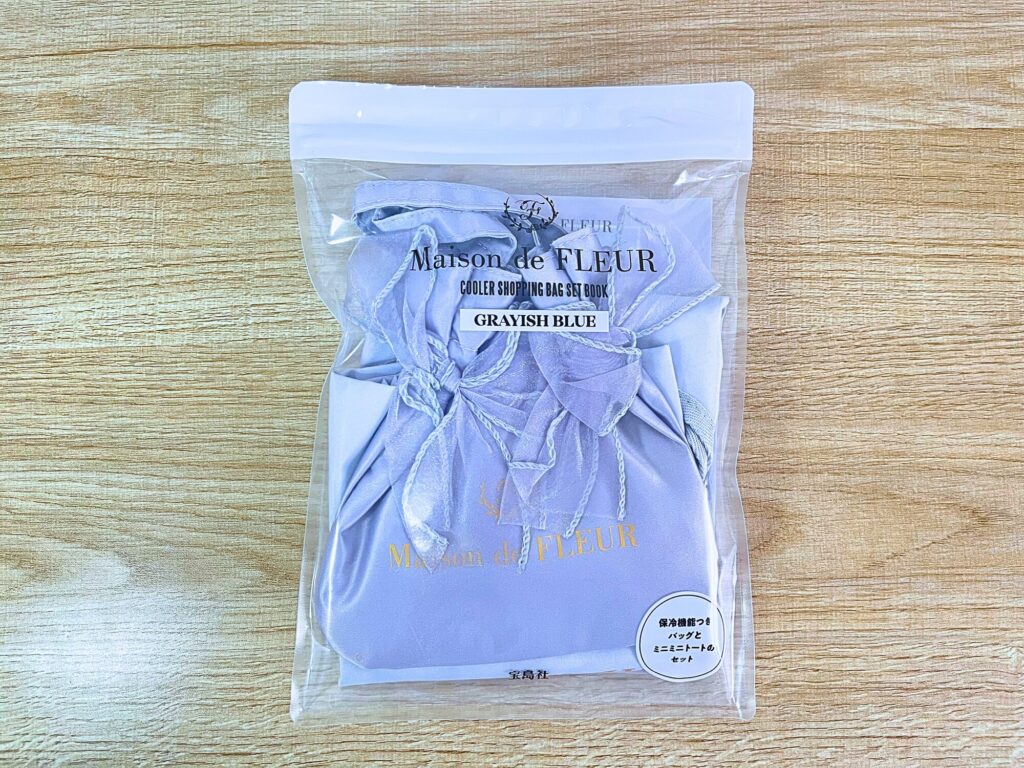 FLEUR
Maison de FLEUR
COOLER SHOPPING BAG SET BOOK
GRAYISH BLUE
Maison de FLEUR
保冷機能つき
バッグと
ミニミニトートの
セット
宝島社